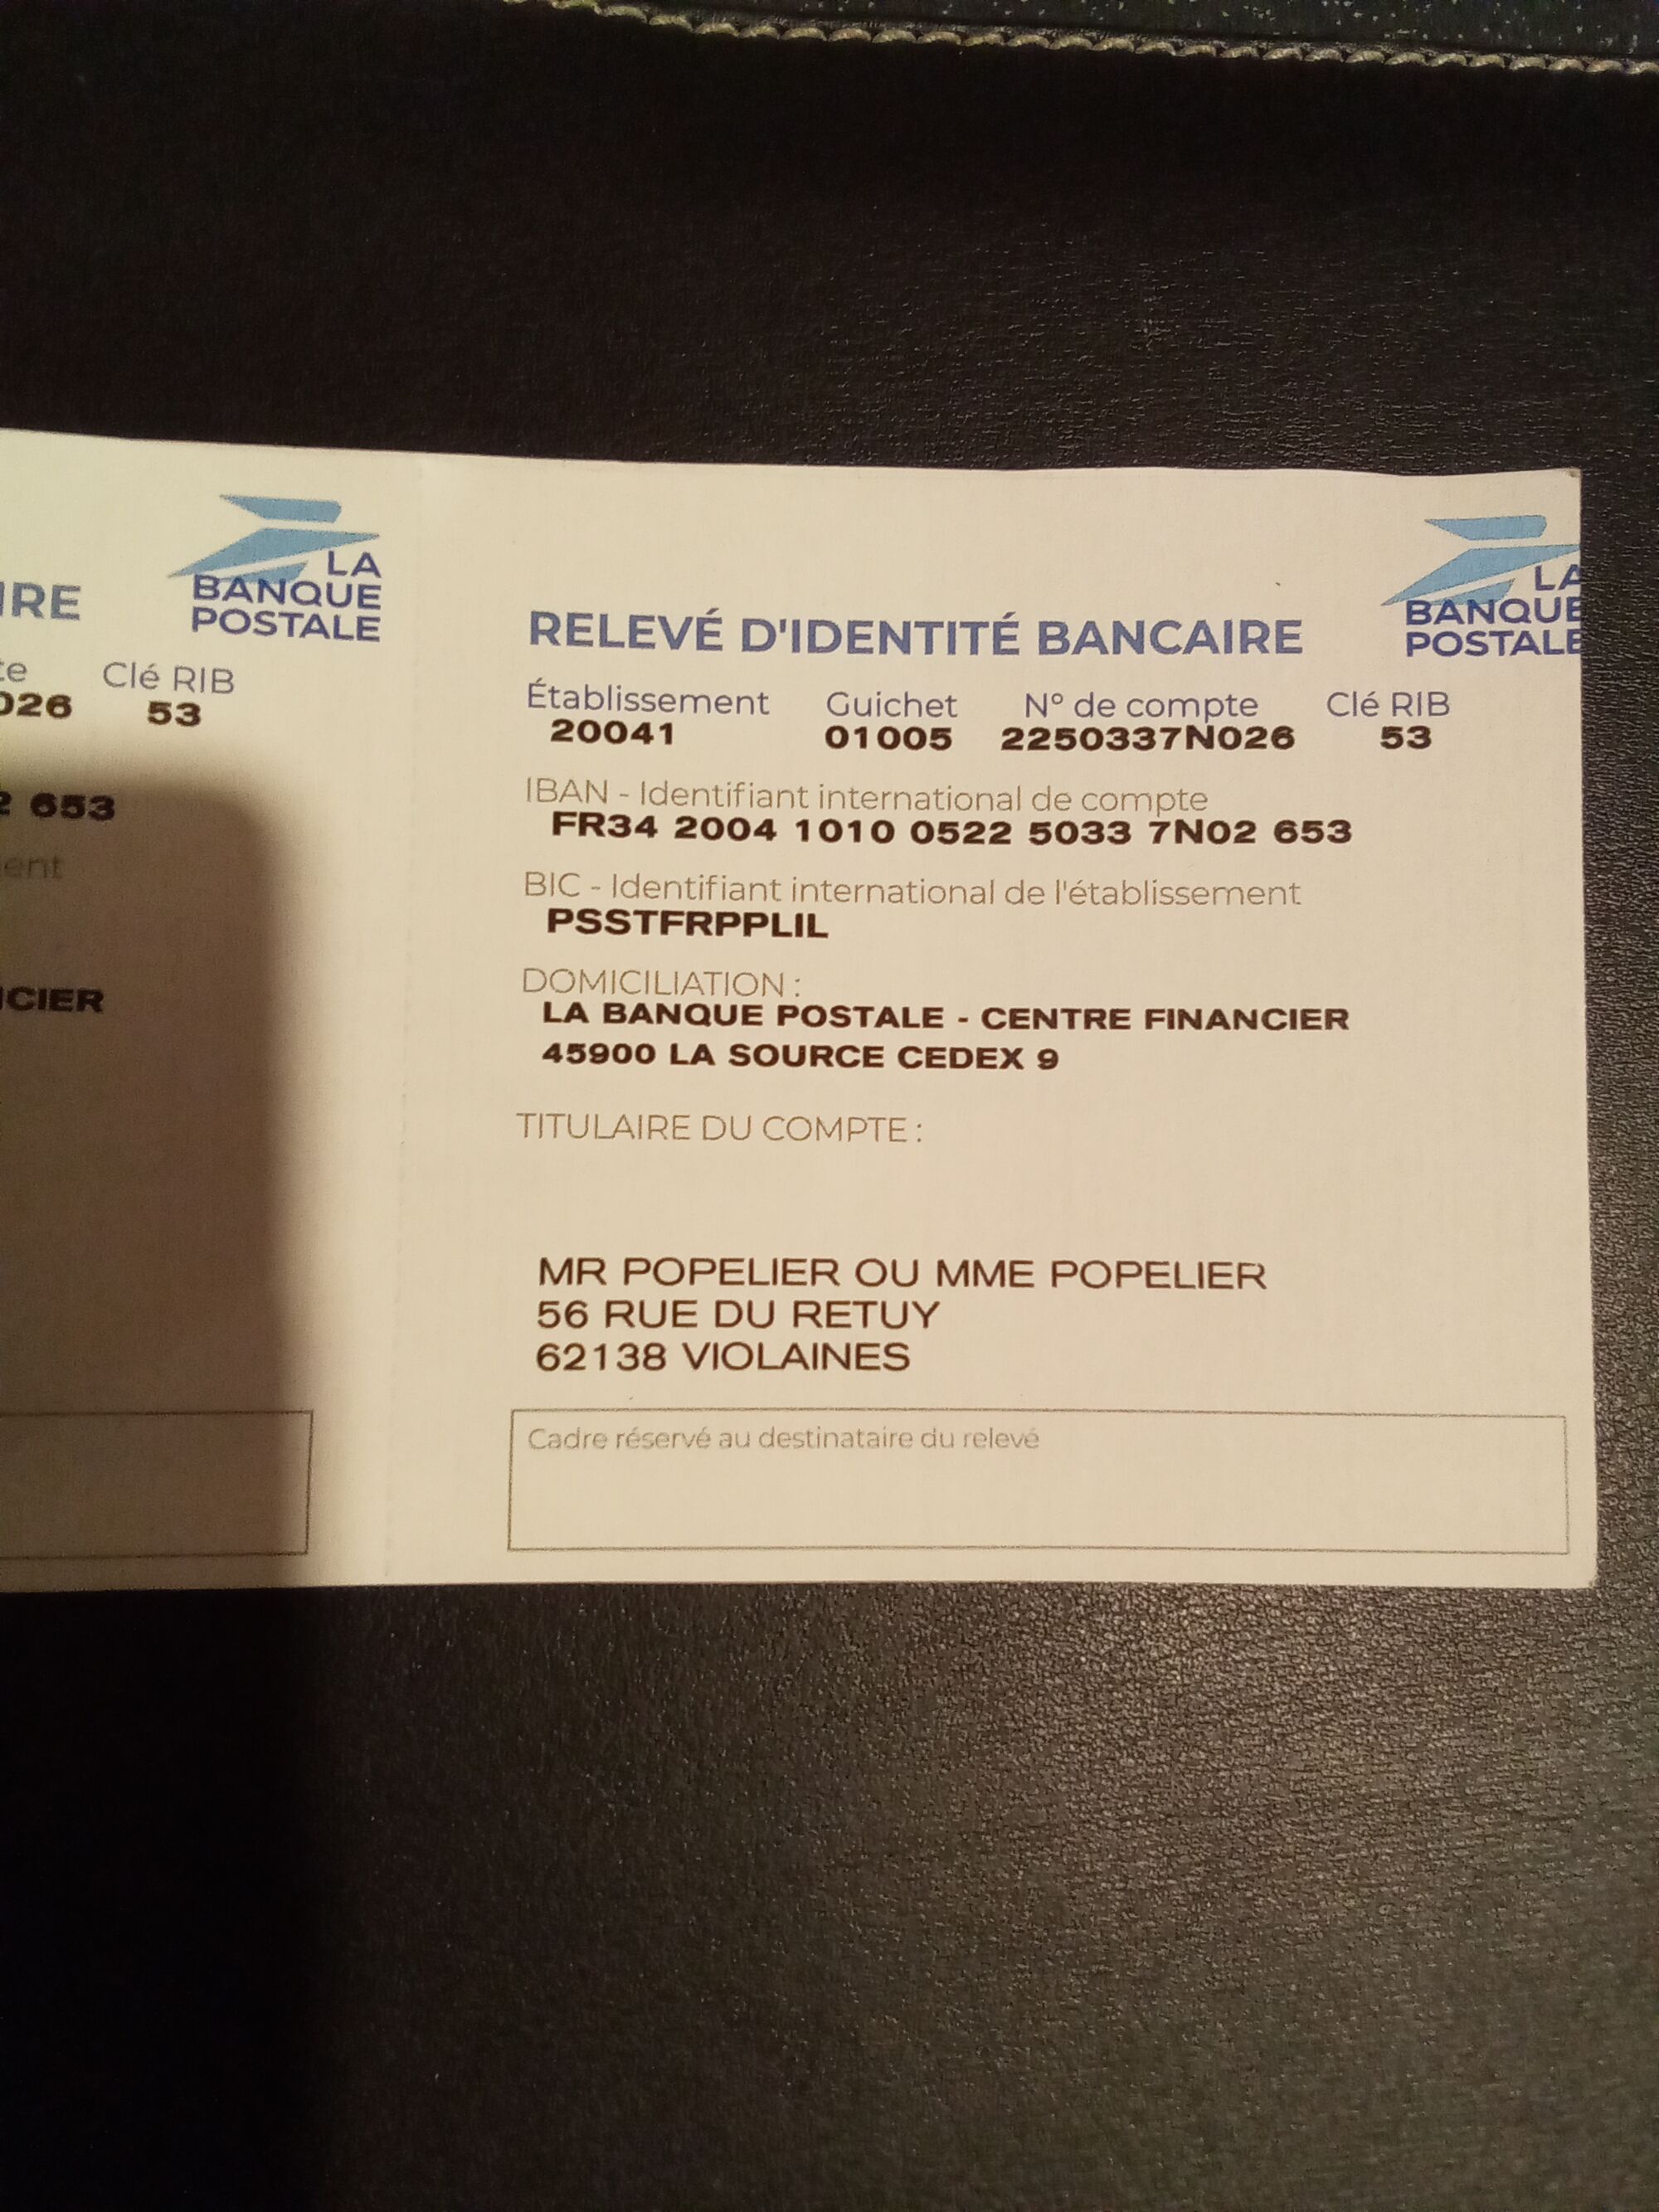 IRE
LA
BANQUE
POSTALE
Clé RIB
026 53
653
CIER
LA
BANQUE
POSTALE
RELEVÉ D'IDENTITÉ BANCAIRE
Établissement Guichet Nº de compte Clé RIB
20041 01005 2250337N026 53
IBAN - Identifiant international de compte
FR34 2004 1010 0522 5033 7N02 653
BIC - Identifiant international de l'établissement
PSSTFRPPLIL
DOMICILIATION :
LA BANQUE POSTALE - CENTRE FINANCIER
45900 LA SOURCE CEDEX 9
TITULAIRE DU COMPTE :
MR POPELIER OU MME POPELIER
56 RUE DU RETUY
62138 VIOLAINES
Cadre réservé au destinataire du relevé